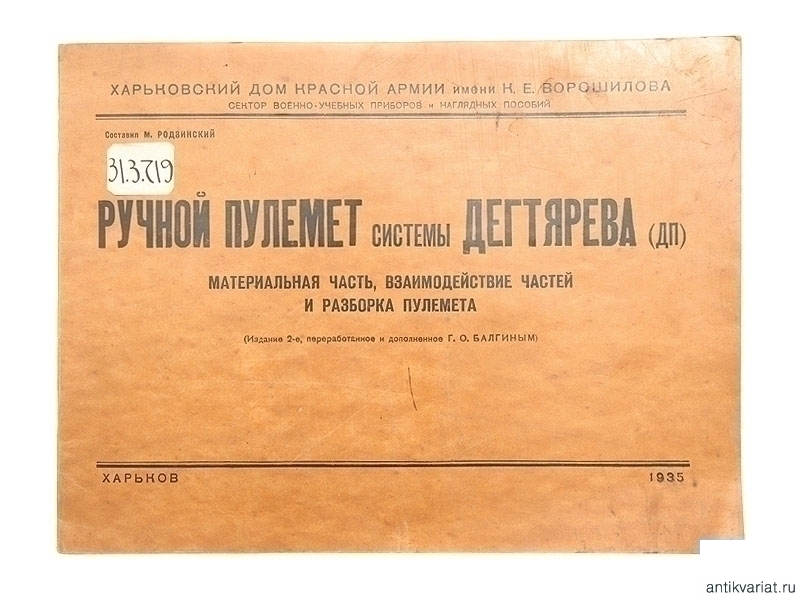 ХАРЬКОВСКИЙ ДОМ КРАСНОЙ АРМИИ имени К. Е. ВОРОШИЛОВА
СЕКТОР ВОЕННО-УЧЕБНЫХ ПРИБОРОВ и НАГЛЯДНЫХ ПОСОБИЙ
Составил М. РОДЗИНСКИЙ
31.3.719
РУЧНОЙ ПУЛЕМЕТ СИСТЕМЫ ДЕГТЯРЕВА (ДП)
МАТЕРИАЛЬНАЯ ЧАСТЬ, ВЗАИМОДЕЙСТВИЕ ЧАСТЕЙ
И РАЗБОРКА ПУЛЕМЕТА
(Издание 2-е, переработанное и дополненное Г. О. БАЛГИНЫМ)
ХАРЬКОВ 1935
antikvariat.ru